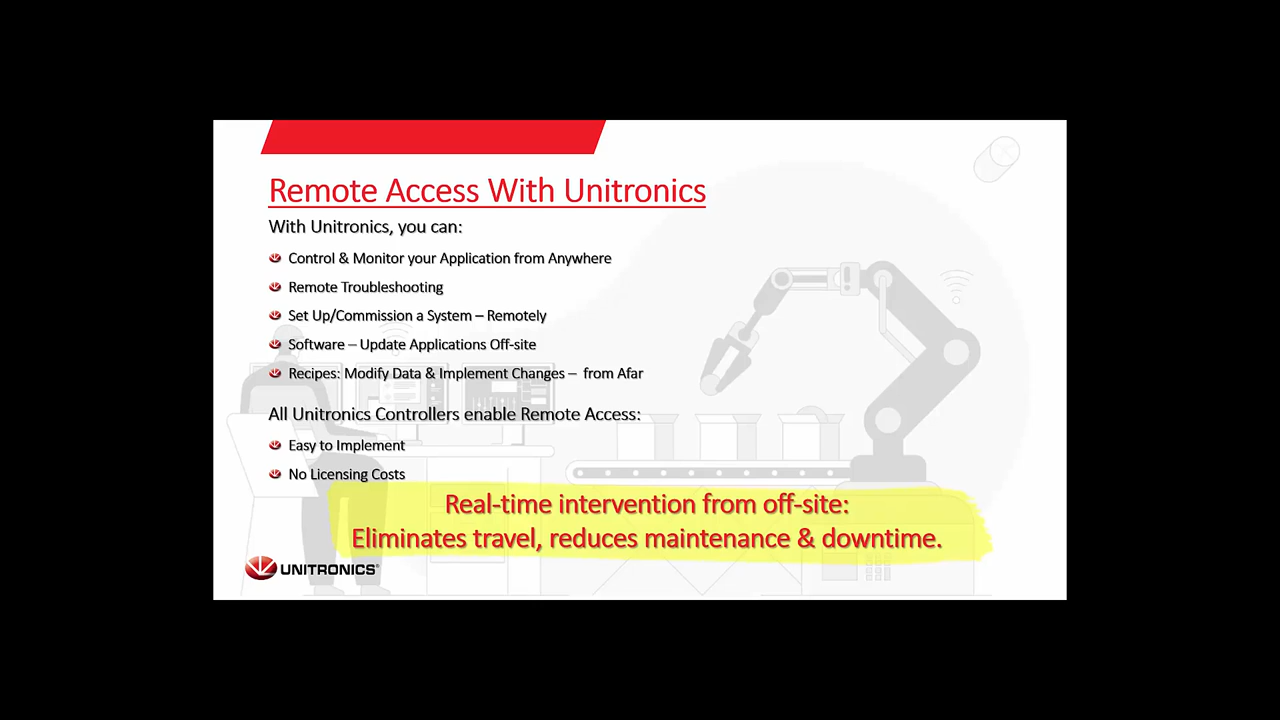 Remote Access With Unitronics
With Unitronics, you can:
Control & Monitor your Application from Anywhere
Remote Troubleshooting
Set Up/Commission a System – Remotely
Software – Update Applications Off-site
Recipes: Modify Data & Implement Changes – from Afar
All Unitronics Controllers enable Remote Access:
Easy to Implement
No Licensing Costs
Real-time intervention from off-site:
Eliminates travel, reduces maintenance & downtime.
UNITRONICS®